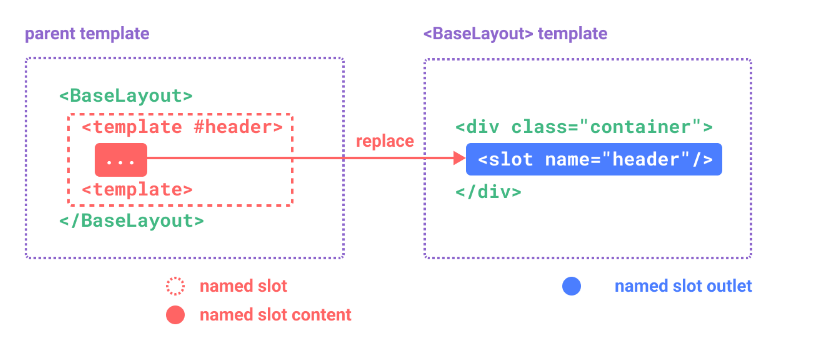 parent template
<BaseLayout>
<template #header>
...
<template>
</BaseLayout>
replace
<BaseLayout> template
<div class="container">
<slot name="header"/>
</div>
named slot
named slot content
named slot outlet